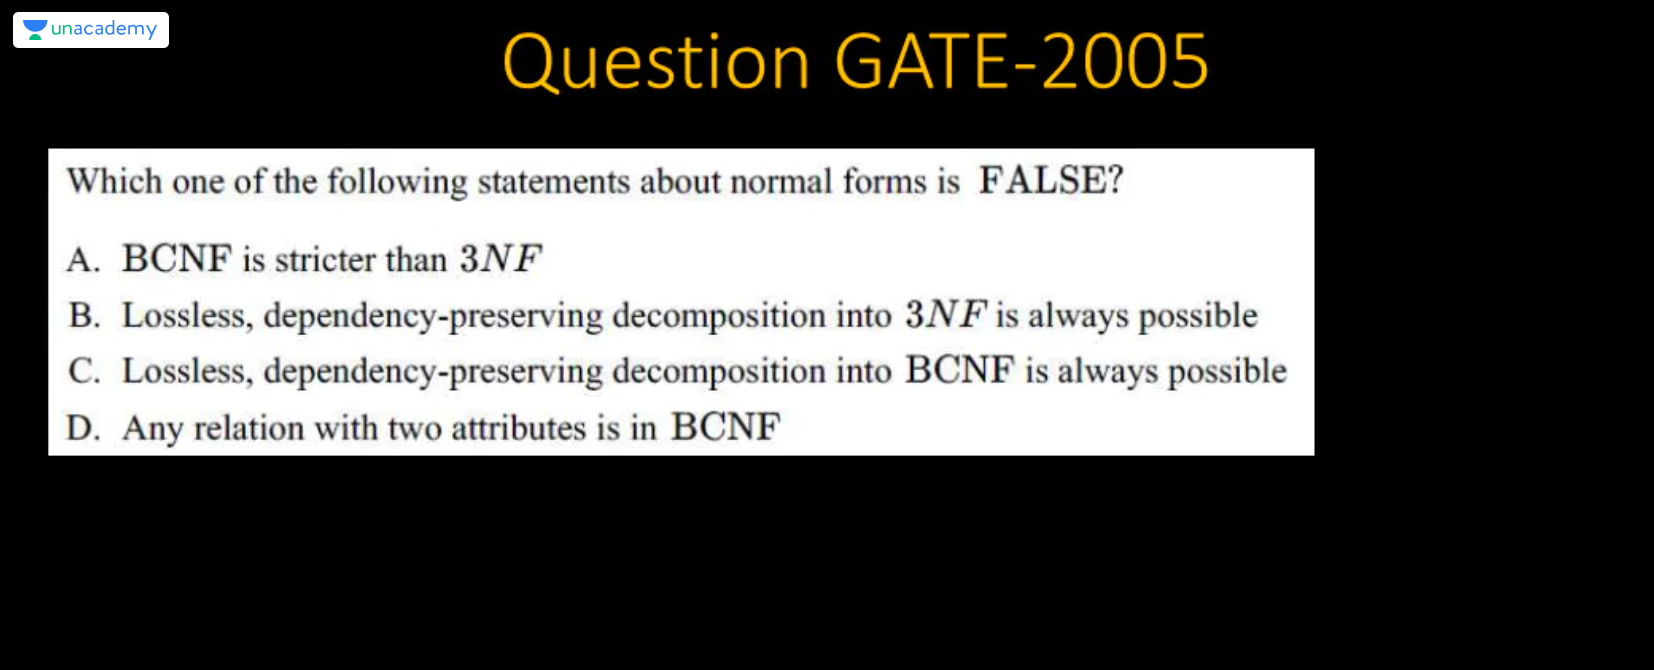 unacademy
Question GATE-2005
Which one of the following statements about normal forms is FALSE?
A. BCNF is stricter than 3NF
B. Lossless, dependency-preserving decomposition into 3NF is always possible
C. Lossless, dependency-preserving decomposition into BCNF is always possible
D. Any relation with two attributes is in BCNF